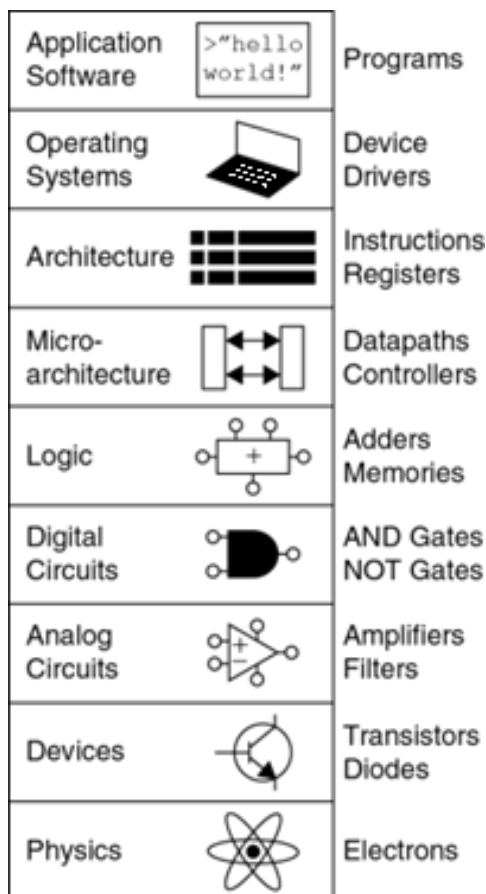 Application
Software
>"hello
world!"
Programs
Operating
Systems
Device
Drivers
Architecture
Instructions
Registers
Micro-
architecture
Datapaths
Controllers
Logic
+
Adders
Memories
Digital
Circuits
AND Gates
NOT Gates
Analog
Circuits
+
−
Amplifiers
Filters
Devices
Transistors
Diodes
Physics
Electrons